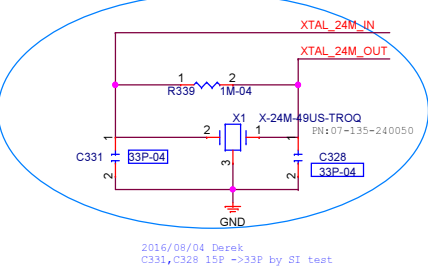 XTAL_24M_IN
XTAL_24M_OUT
1 2
R339 1M-04
X1 X-24M-49US-TROQ
2 1
PN:07-135-240050
1 1
C331 33P-04
3
C328
33P-04
2 2
GND
2016/08/04 Derek
C331,C328 15P ->33P by SI test